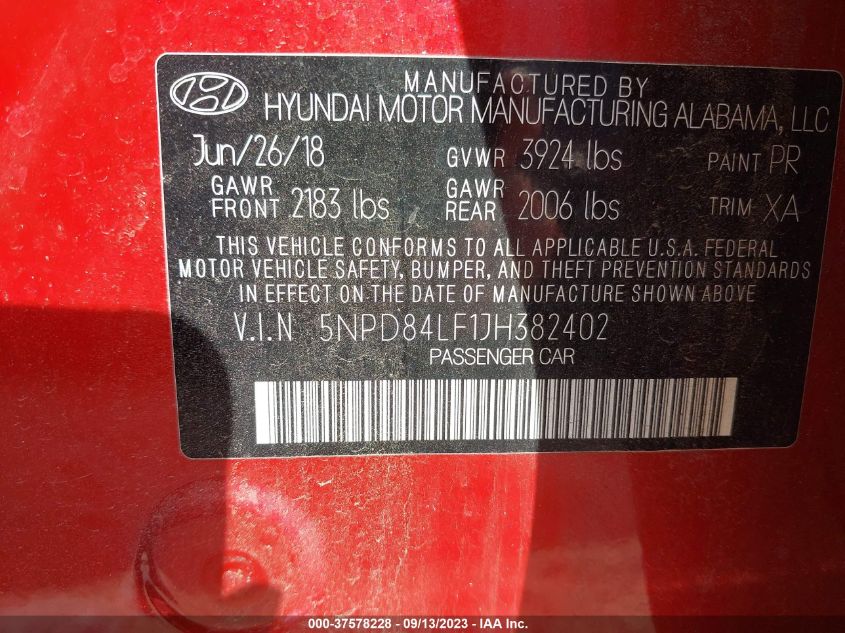 MANUFACTURED BY
HYUNDAI MOTOR MANUFACTURING ALABAMA, LLC
Jun/26/18 GVWR 3924 lbs PAINT PR
GAWR FRONT 2183 lbs GAWR REAR 2006 lbs TRIM XA
THIS VEHICLE CONFORMS TO ALL APPLICABLE U.S.A. FEDERAL
MOTOR VEHICLE SAFETY, BUMPER, AND THEFT PREVENTION STANDARDS
IN EFFECT ON THE DATE OF MANUFACTURE SHOWN ABOVE
V.I.N 5NPD84LF1JH382402
PASSENGER CAR
000-37578228 - 09/13/2023 - IAA Inc.